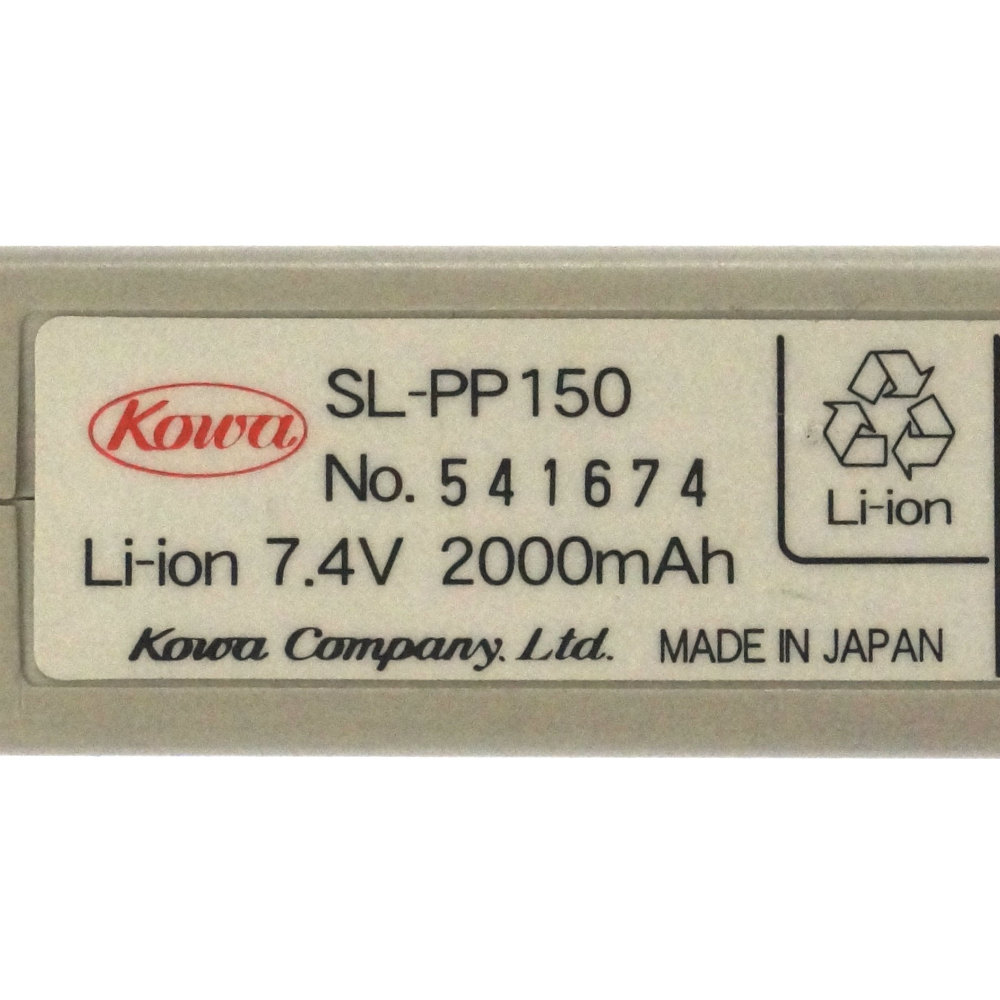 Kowa
SL-PP150
No. 541674
Li-ion 7.4V 2000mAh
Kowa Company. Ltd. MADE IN JAPAN
Li-ion